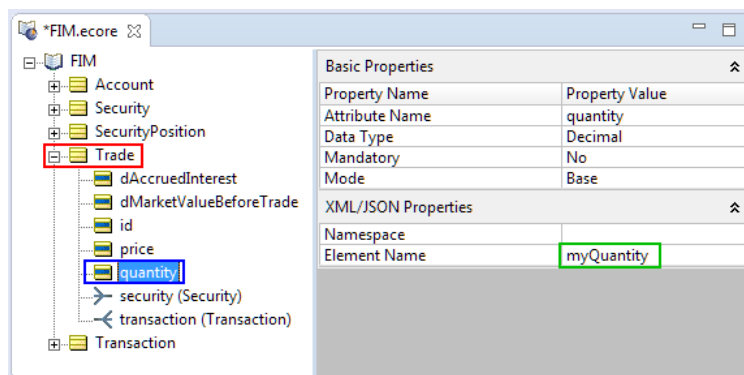 *FIM.ecore
FIM
Account
Security
SecurityPosition
Trade
dAccruedInterest
dMarketValueBeforeTrade
id
price
quantity
security (Security)
transaction (Transaction)
Transaction
Basic Properties
Property Name Property Value
Attribute Name quantity
Data Type Decimal
Mandatory No
Mode Base
XML/JSON Properties
Namespace
Element Name myQuantity